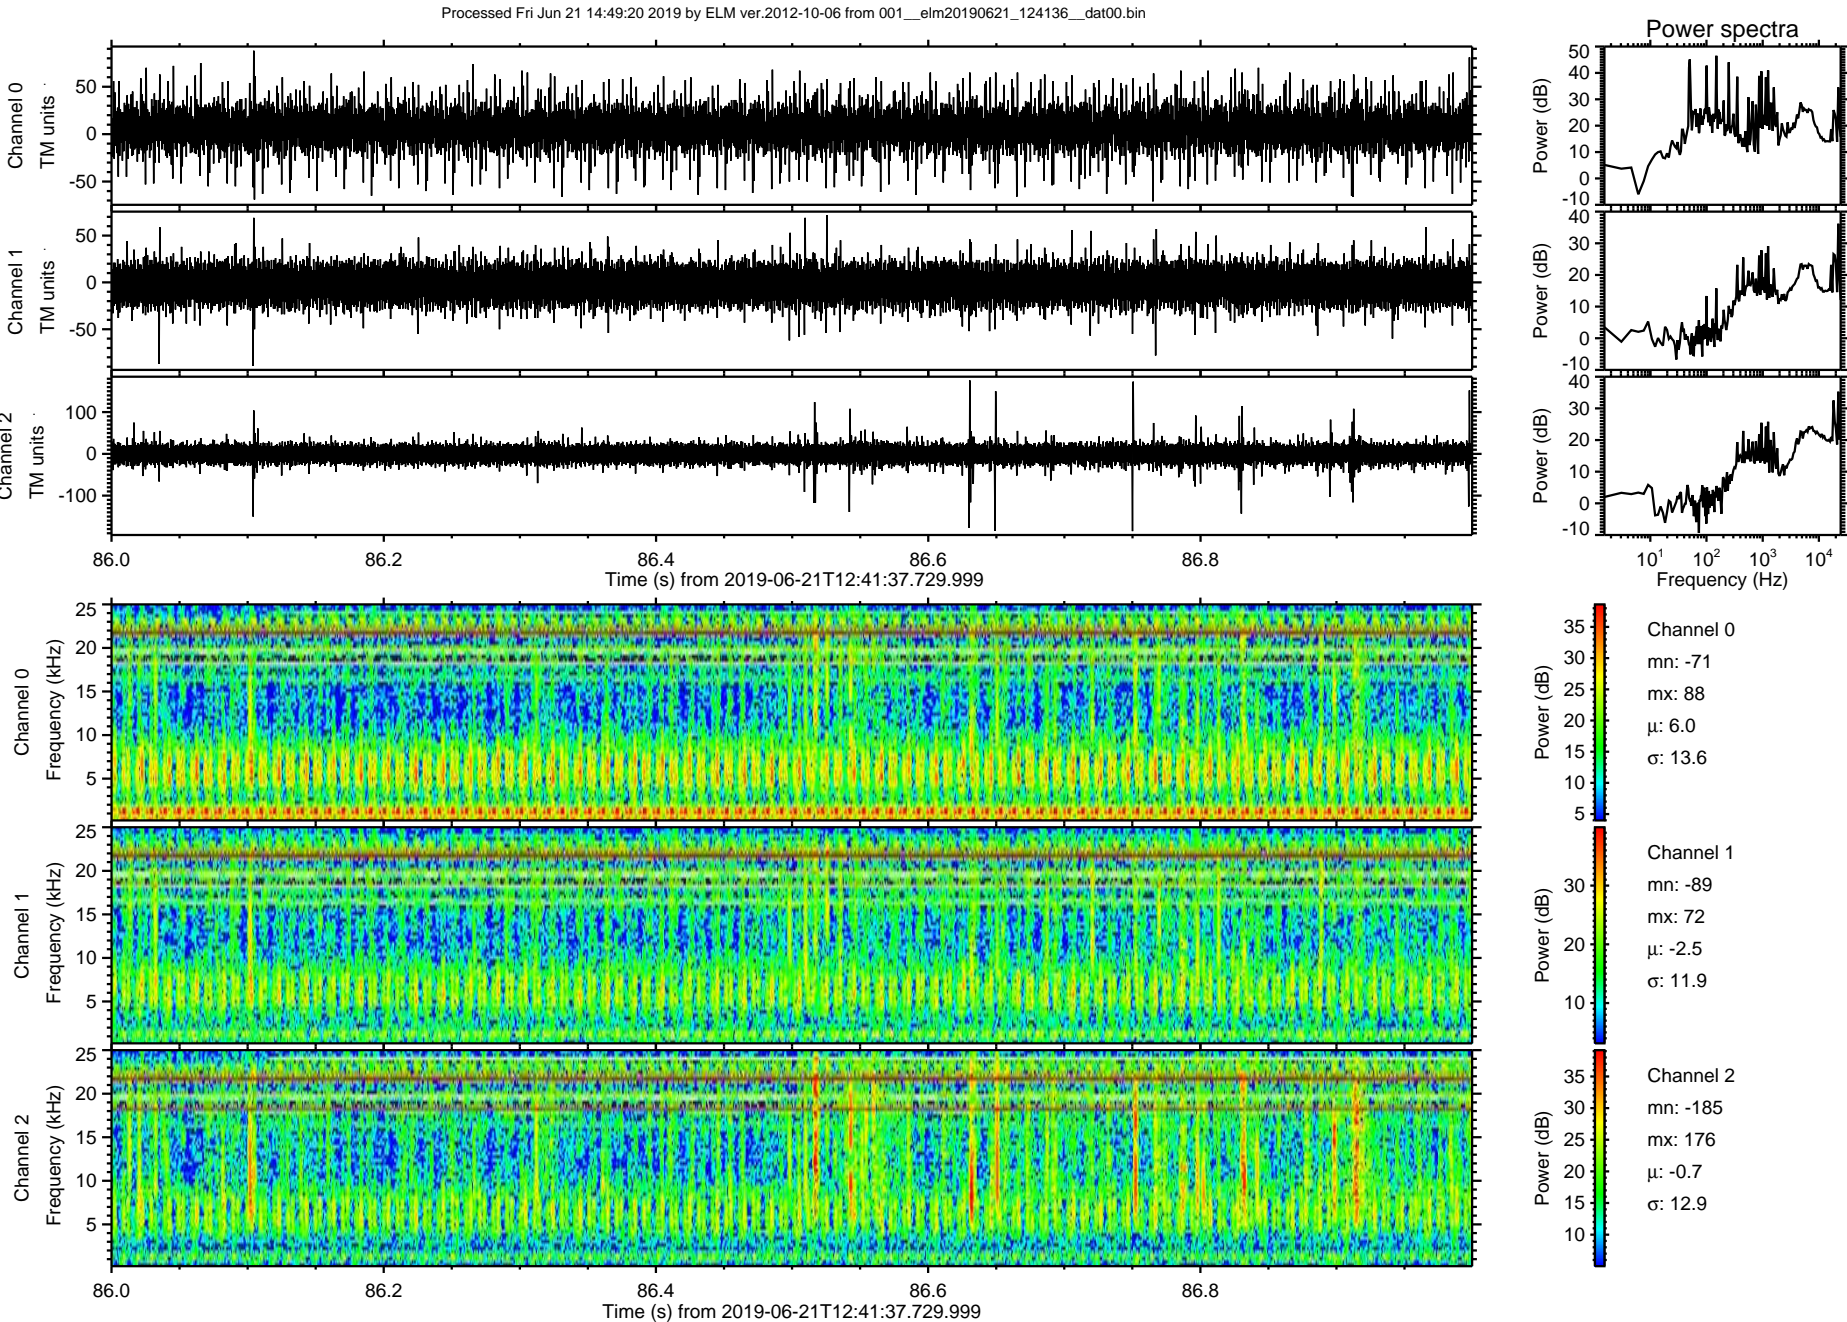 Processed Fri Jun 21 14:49:20 2019 by ELM ver.2012-10-06 from 001__elm20190621_124136__dat00.bin
Power spectra
Channel 0
TM units
50
0
-50
Power (dB)
50
40
30
20
10
0
-10
Channel 1
TM units
50
0
-50
Power (dB)
40
30
20
10
0
-10
Channel 2
TM units
100
0
-100
Power (dB)
40
30
20
10
0
-10
86.0 86.2 86.4 86.6 86.8
Time (s) from 2019-06-21T12:41:37.729.999
10¹ 10² 10³ 10⁴
Frequency (Hz)
Channel 0
Frequency (kHz)
25
20
15
10
5
Power (dB)
35
30
25
20
15
10
5
Channel 0
mn: -71
mx: 88
μ: 6.0
σ: 13.6
Channel 1
Frequency (kHz)
25
20
15
10
5
Power (dB)
30
20
10
Channel 1
mn: -89
mx: 72
μ: -2.5
σ: 11.9
Channel 2
Frequency (kHz)
25
20
15
10
5
Power (dB)
35
30
25
20
15
10
Channel 2
mn: -185
mx: 176
μ: -0.7
σ: 12.9
86.0 86.2 86.4 86.6 86.8
Time (s) from 2019-06-21T12:41:37.729.999